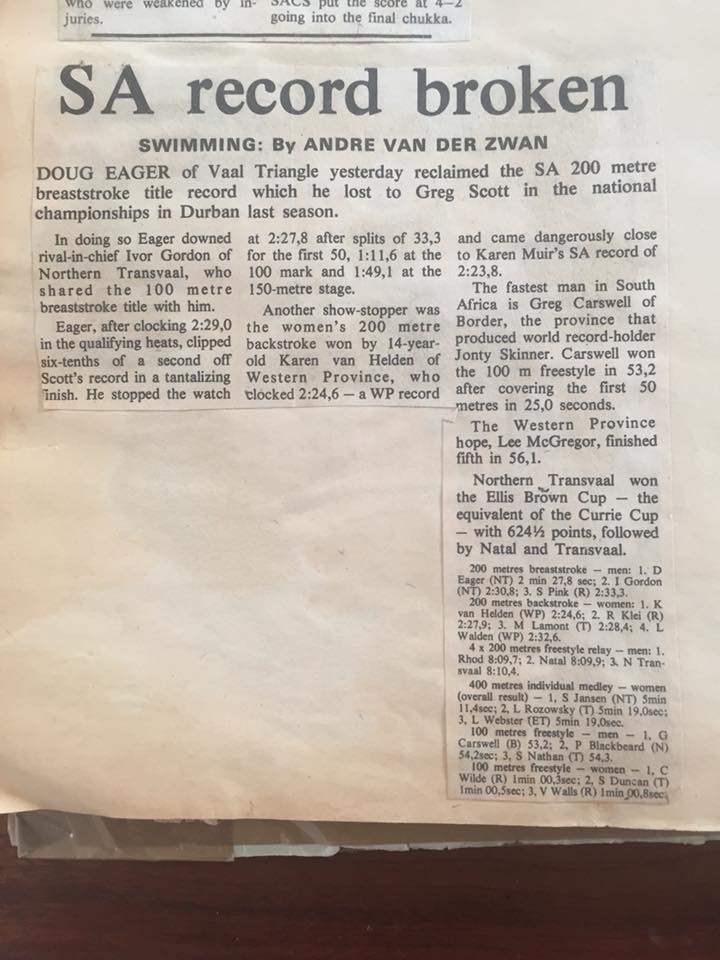 who were weakened by in-
juries.
SACS put the score at 4–2
going into the final chukka.
SA record broken
SWIMMING: By ANDRE VAN DER ZWAN
DOUG EAGER of Vaal Triangle yesterday reclaimed the SA 200 metre
breaststroke title record which he lost to Greg Scott in the national
championships in Durban last season.
In doing so Eager downed
rival-in-chief Ivor Gordon of
Northern Transvaal, who
shared the 100 metre
breaststroke title with him.
Eager, after clocking 2:29,0
in the qualifying heats, clipped
six-tenths of a second off
Scott's record in a tantalizing
finish. He stopped the watch
at 2:27,8 after splits of 33,3
for the first 50, 1:11,6 at the
100 mark and 1:49,1 at the
150-metre stage.
Another show-stopper was
the women's 200 metre
backstroke won by 14-year-
old Karen van Helden of
Western Province, who
clocked 2:24,6 — a WP record
and came dangerously close
to Karen Muir's SA record of
2:23,8.
The fastest man in South
Africa is Greg Carswell of
Border, the province that
produced world record-holder
Jonty Skinner. Carswell won
the 100 m freestyle in 53,2
after covering the first 50
metres in 25,0 seconds.
The Western Province
hope, Lee McGregor, finished
fifth in 56,1.
Northern Transvaal won
the Ellis Brown Cup — the
equivalent of the Currie Cup
— with 624½ points, followed
by Natal and Transvaal.
200 metres breaststroke — men: 1. D
Eager (NT) 2 min 27,8 sec; 2. I Gordon
(NT) 2:30,8; 3. S Pink (R) 2:33,3.
200 metres backstroke — women: 1. K
van Helden (WP) 2:24,6; 2. R Klei (R)
2:27,9; 3. M Lamont (T) 2:28,4; 4. L
Walden (WP) 2:32,6.
4 x 200 metres freestyle relay — men: 1.
Rhod 8:09,7; 2. Natal 8:09,9; 3. N Tran-
svaal 8:10,4.
400 metres individual medley — women
(overall result) — 1, S Jansen (NT) 5min
11,4sec; 2, L Rozowsky (T) 5min 19,0sec;
3, L Webster (ET) 5min 19,0sec.
100 metres freestyle — men — 1, G
Carswell (B) 53,2; 2, P Blackbeard (N)
54,2sec; 3, S Nathan (T) 54,3.
100 metres freestyle — women — 1, C
Wilde (R) 1min 00,3sec; 2, S Duncan (T)
1min 00,5sec; 3, V Walls (R) 1min 00,8sec.